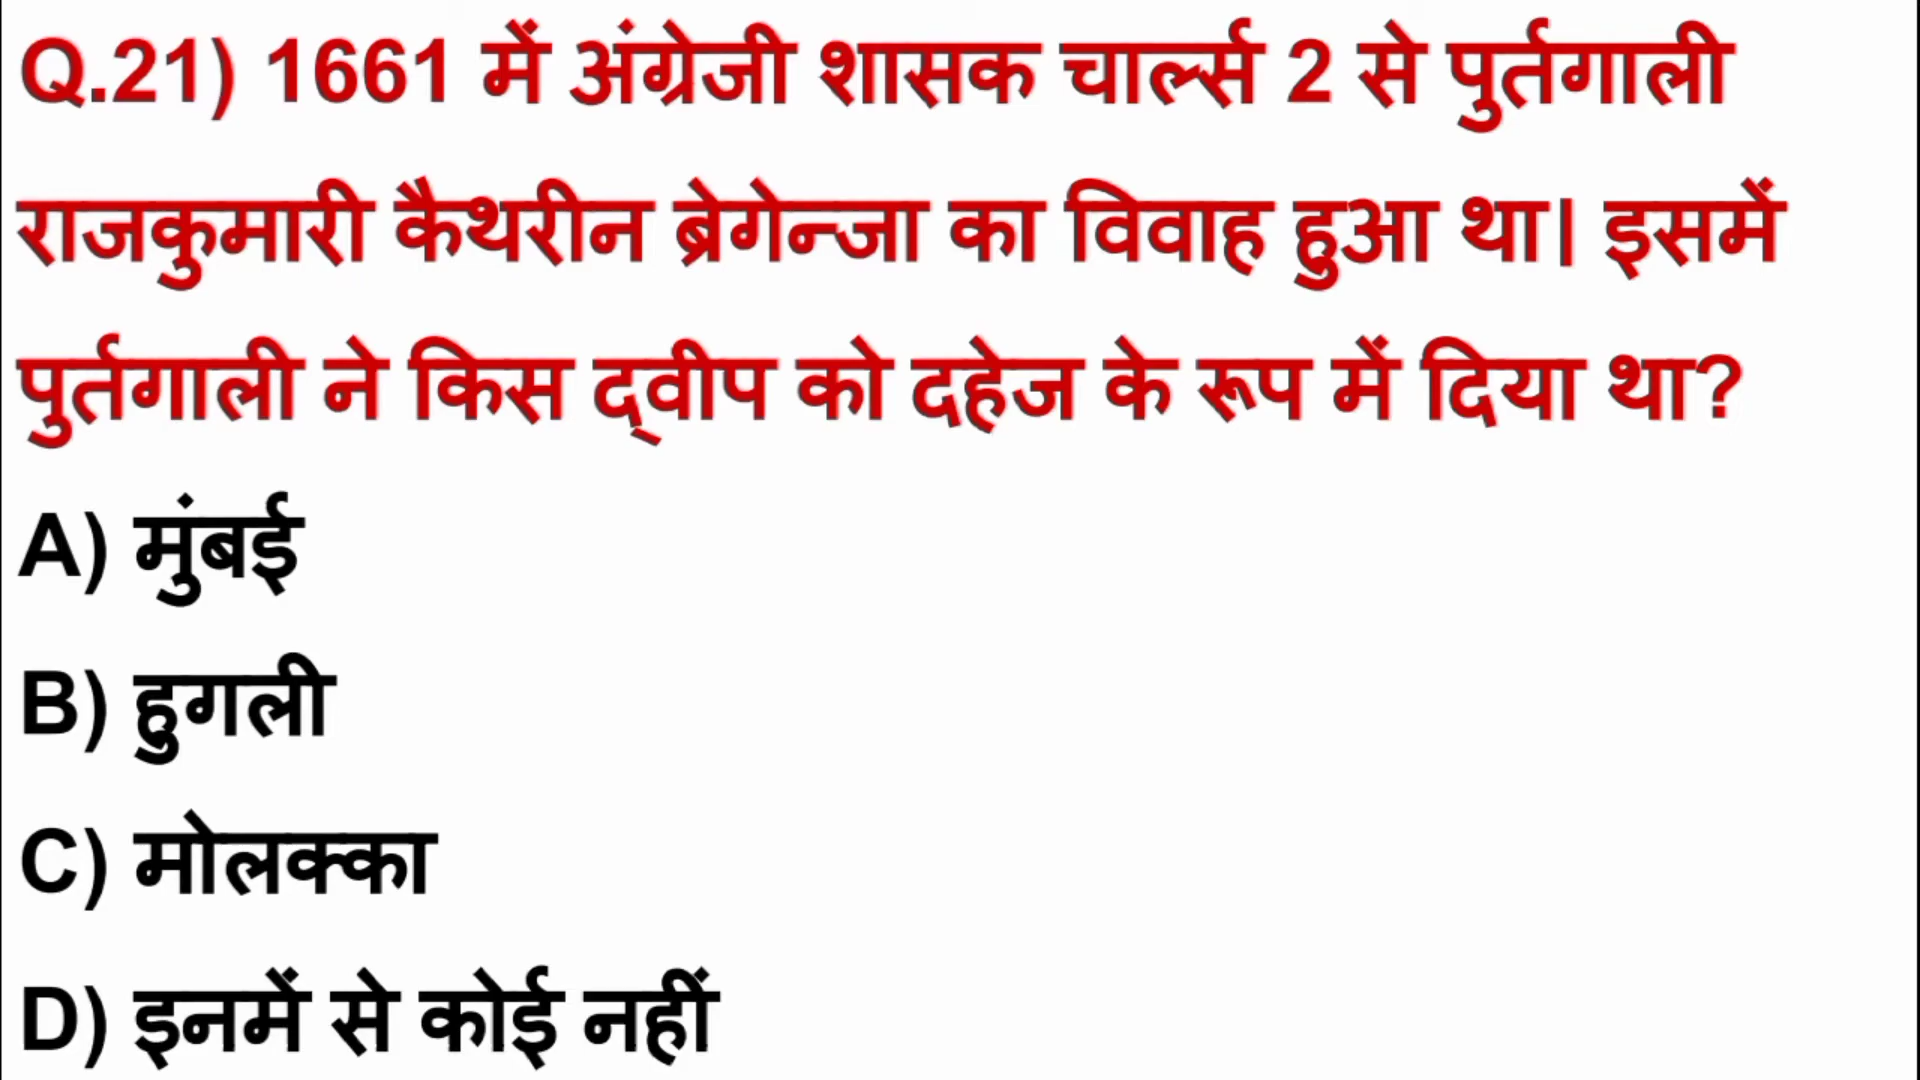 Q.21) 1661 में अंग्रेजी शासक चार्ल्स 2 से पुर्तगाली
राजकुमारी कैथरीन ब्रेगेन्जा का विवाह हुआ था। इसमें
पुर्तगाली ने किस द्वीप को दहेज के रूप में दिया था?
A) मुंबई
B) हुगली
C) मोलक्का
D) इनमें से कोई नहीं